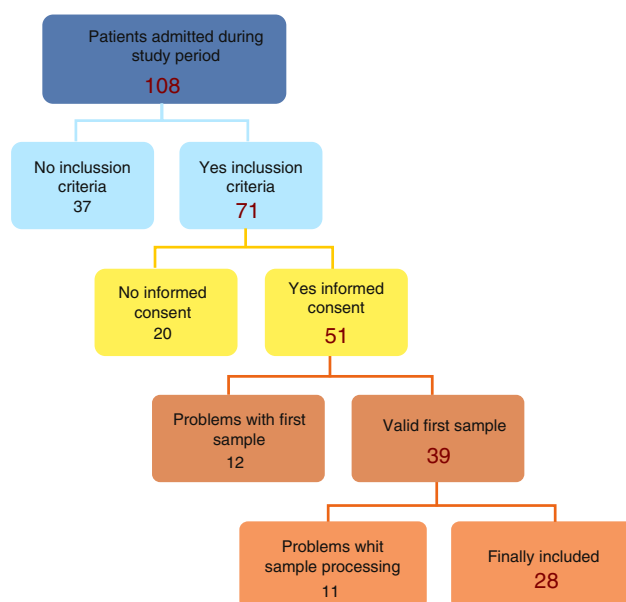 Patients admitted during
study period
108
No inclussion
criteria
37
Yes inclussion
criteria
71
No informed
consent
20
Yes informed
consent
51
Problems with first
sample
12
Valid first sample
39
Problems whit
sample processing
11
Finally included
28